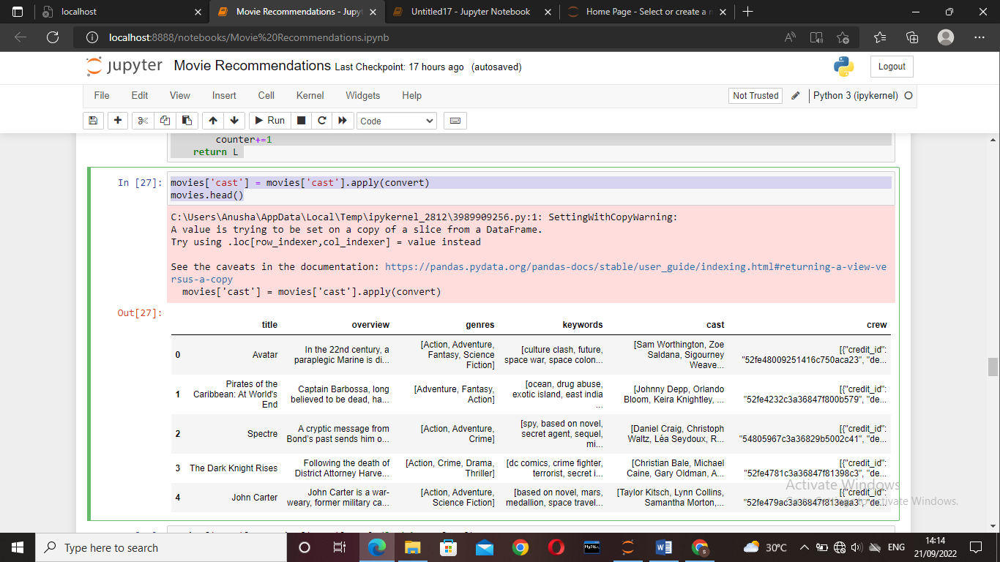 localhost
Movie Recommendations - Jupyt
Untitled17 - Jupyter Notebook
Home Page - Select or create a n
localhost:8888/notebooks/Movie%20Recommendations.ipynb
jupyter Movie Recommendations Last Checkpoint: 17 hours ago (autosaved)
Logout
File Edit View Insert Cell Kernel Widgets Help
Not Trusted Python 3 (ipykernel)
Run Code
counter+=1
return L
In [27]: movies['cast'] = movies['cast'].apply(convert)
movies.head()
C:\Users\Anusha\AppData\Local\Temp\ipykernel_2812\3989909256.py:1: SettingWithCopyWarning:
A value is trying to be set on a copy of a slice from a DataFrame.
Try using .loc[row_indexer,col_indexer] = value instead
See the caveats in the documentation: https://pandas.pydata.org/pandas-docs/stable/user_guide/indexing.html#returning-a-view-ve
rsus-a-copy
movies['cast'] = movies['cast'].apply(convert)
Out[27]:
title overview genres keywords cast crew
0 Avatar
In the 22nd century, a
paraplegic Marine is di...
[Action, Adventure,
Fantasy, Science
Fiction]
[culture clash, future,
space war, space colon...
[Sam Worthington, Zoe
Saldana, Sigourney
Weave...
[{"credit_id":
"52fe48009251416c750aca23", "de...
1
Pirates of the
Caribbean: At World's
End
Captain Barbossa, long
believed to be dead, ha...
[Adventure, Fantasy,
Action]
[ocean, drug abuse,
exotic island, east india
...
[Johnny Depp, Orlando
Bloom, Keira Knightley, ...
[{"credit_id":
"52fe4232c3a36847f800b579", "de...
2 Spectre
A cryptic message from
Bond's past sends him o...
[Action, Adventure,
Crime]
[spy, based on novel,
secret agent, sequel,
mi...
[Daniel Craig, Christoph
Waltz, Léa Seydoux, R...
[{"credit_id":
"54805967c3a36829b5002c41", "de...
3 The Dark Knight Rises
Following the death of
District Attorney Harve...
[Action, Crime, Drama,
Thriller]
[dc comics, crime fighter,
terrorist, secret i...
[Christian Bale, Michael
Caine, Gary Oldman, A...
[{"credit_id":
"52fe4781c3a36847f81398c3", "de...
4 John Carter
John Carter is a war-
weary, former military ca...
[Action, Adventure,
Science Fiction]
[based on novel, mars,
medallion, space travel...
[Taylor Kitsch, Lynn Collins,
Samantha Morton,...
[{"credit_id":
"52fe479ac3a36847f813eaa3", "de...
Activate Windows
Go to Settings to activate Windows.
Type here to search
30°C
ENG
14:14
21/09/2022